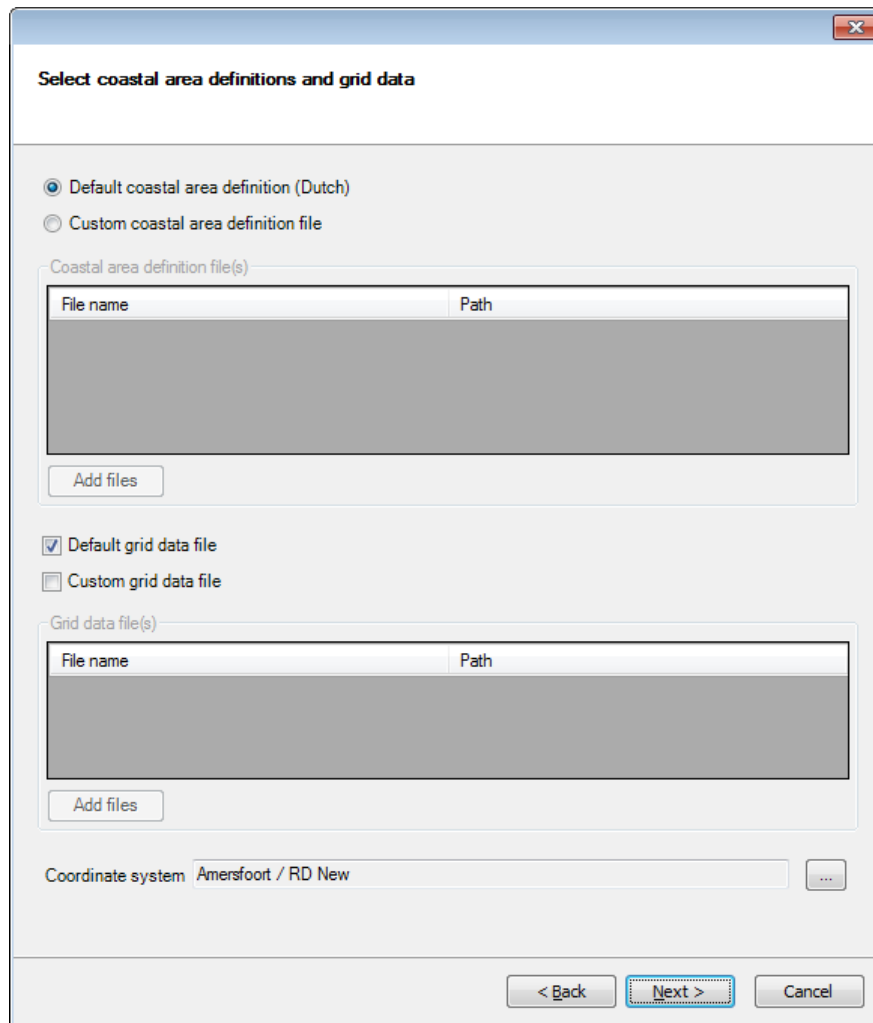 Select coastal area definitions and grid data
Default coastal area definition (Dutch)
Custom coastal area definition file
Coastal area definition file(s)
File name Path
Add files
Default grid data file
Custom grid data file
Grid data file(s)
File name Path
Add files
Coordinate system Amersfoort / RD New ...
< Back Next > Cancel